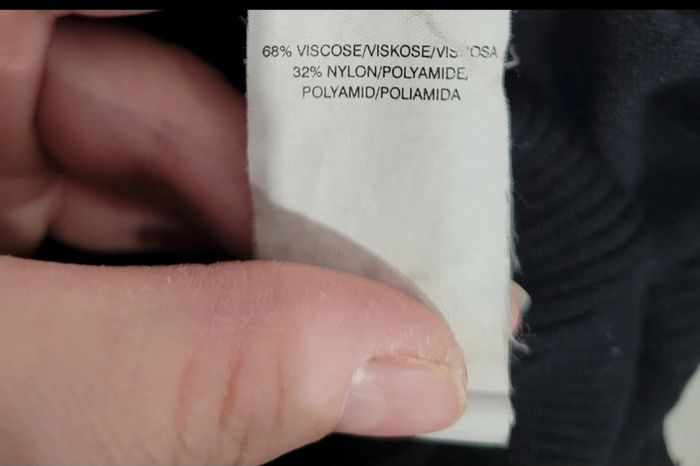 68% VISCOSE/VISKOSE/VISCOSA
32% NYLON/POLYAMIDE,
POLYAMID/POLIAMIDA